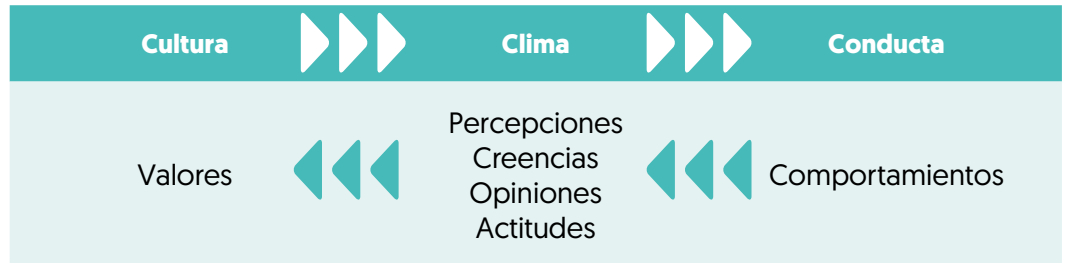 Cultura
Clima
Conducta
Valores
Percepciones
Creencias
Opiniones
Actitudes
Comportamientos